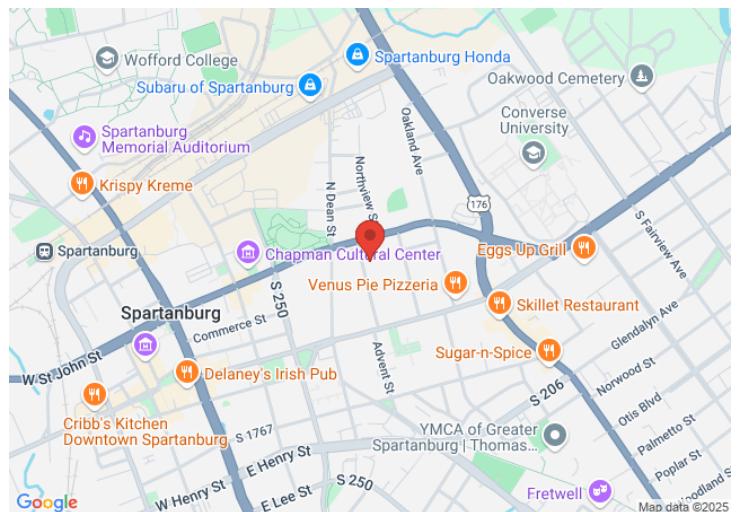 Wofford College
Spartanburg Honda
Subaru of Spartanburg
Oakwood Cemetery
Converse
University
Oakland Ave
Spartanburg
Memorial Auditorium
Krispy Kreme
N Dean St
Northview S
176
S Fairview Ave
Spartanburg
Chapman Cultural Center
Eggs Up Grill
S 250
Venus Pie Pizzeria
Skillet Restaurant
Spartanburg
Commerce St
Glendalyn Ave
W St John St
Advent St
Sugar-n-Spice
Norwood St
Delaney's Irish Pub
S 206
Otis Blvd
Cribb's Kitchen
Downtown Spartanburg
S 1767
YMCA of Greater
Spartanburg | Thomas...
Palmetto St
E Henry St
Poplar St
W Henry St
S 250
E Lee St
Woodland St
Fretwell
Google
Map data ©2025